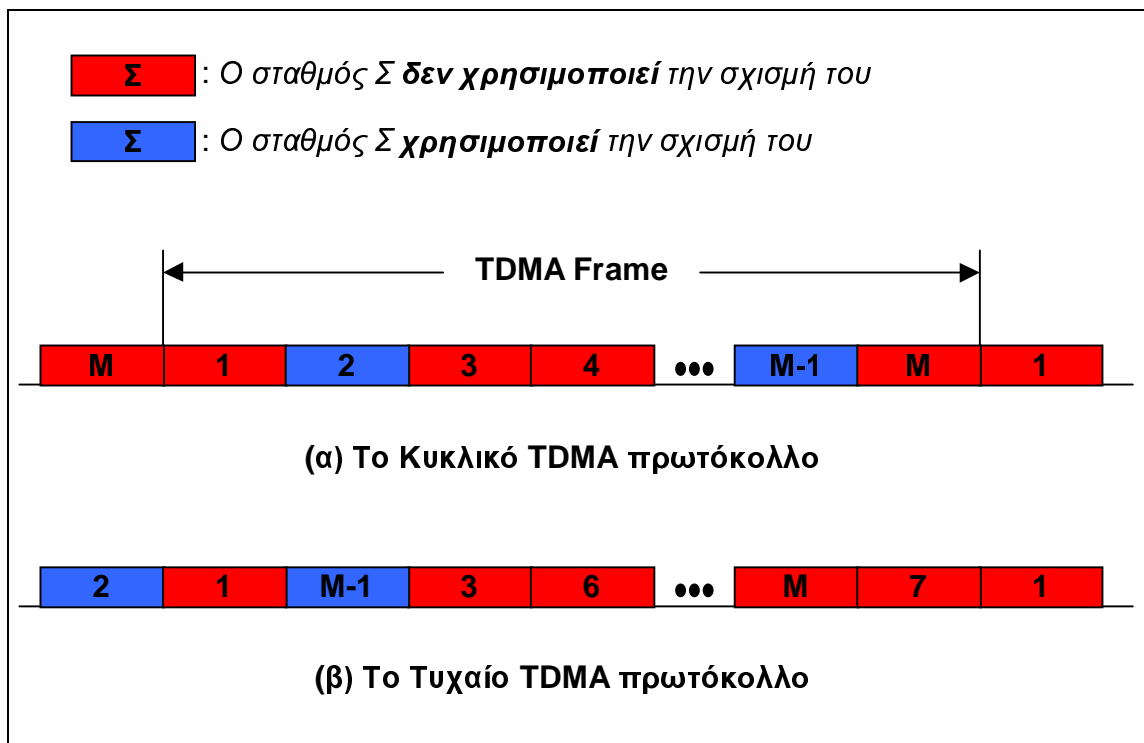 Σ : Ο σταθμός Σ δεν χρησιμοποιεί την σχισμή του
Σ : Ο σταθμός Σ χρησιμοποιεί την σχισμή του
TDMA Frame
M 1 2 3 4 ••• M-1 M 1
(α) Το Κυκλικό TDMA πρωτόκολλο
2 1 M-1 3 6 ••• M 7 1
(β) Το Τυχαίο TDMA πρωτόκολλο